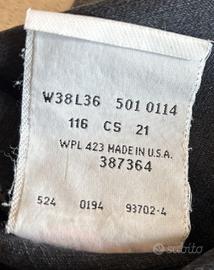 W38L36 501 0114
116 CS 21
WPL 423 MADE IN U.S.A.
387364
524 0194 93702-4
subito